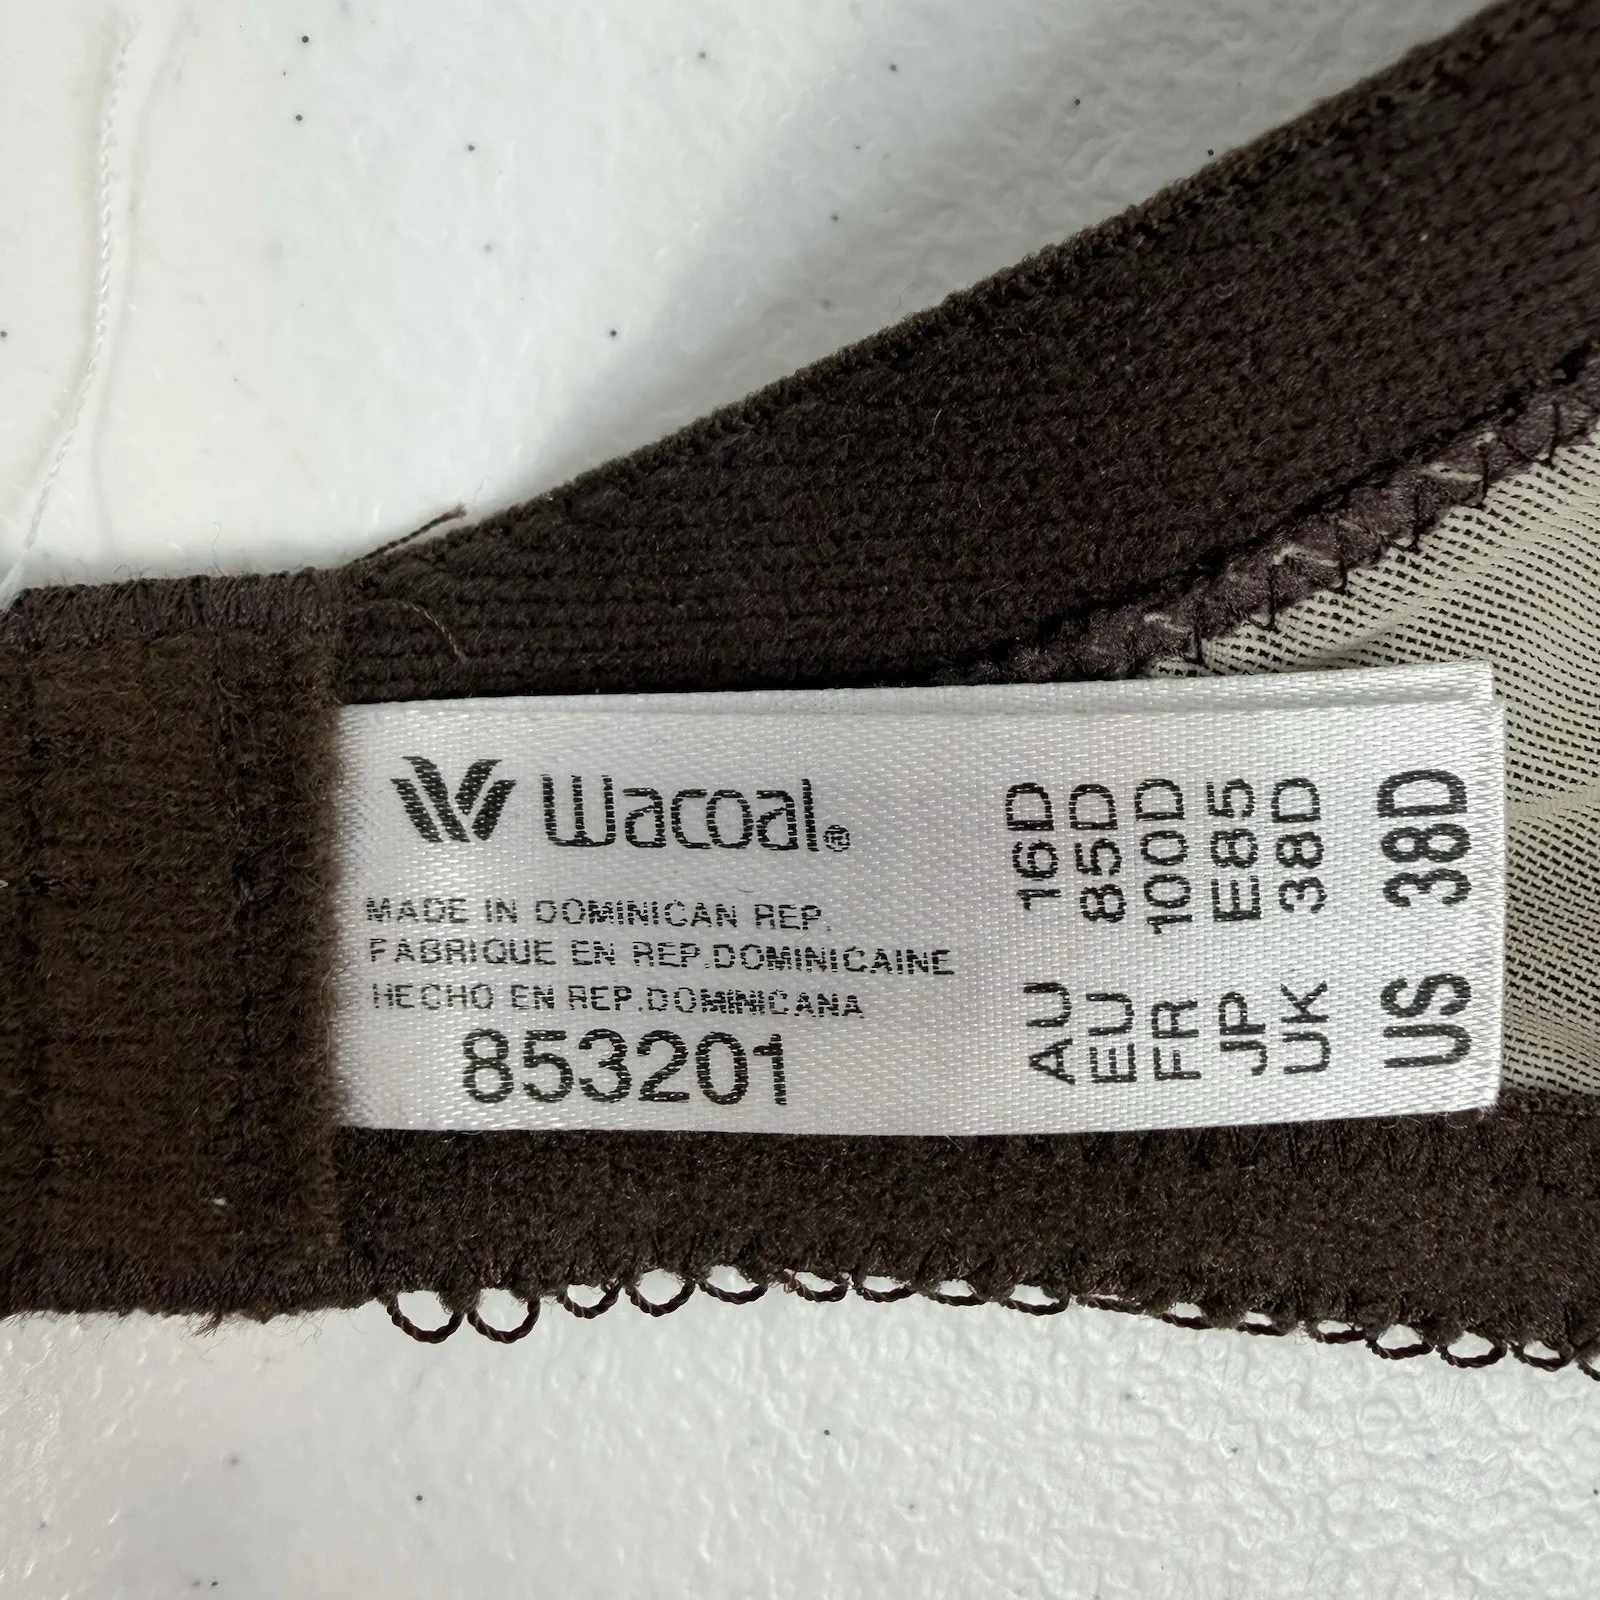 Wacoal®
MADE IN DOMINICAN REP.
FABRIQUE EN REP.DOMINICAINE
HECHO EN REP.DOMINICANA
853201
AU 16D
EU 85D
FR 100D
JP E85
UK 38D
US 38D